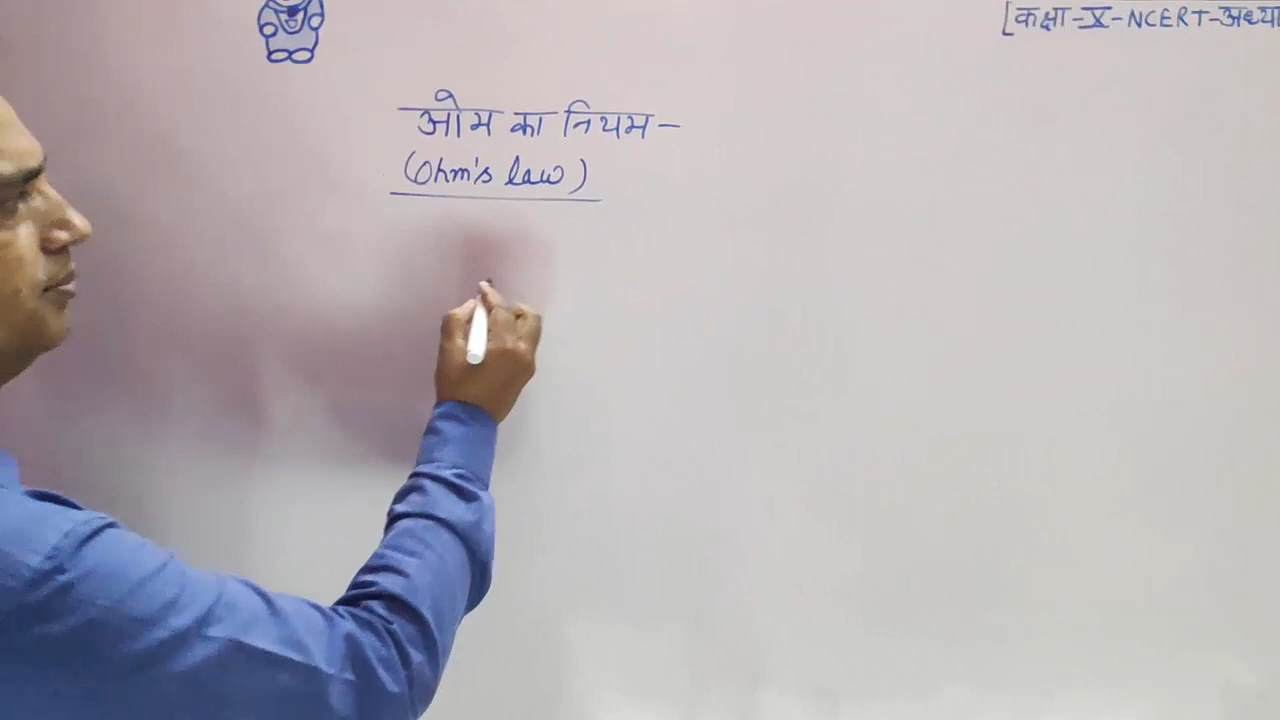 [कक्षा-X-NCERT-अध्या
ओम का नियम-
(Ohm's law)